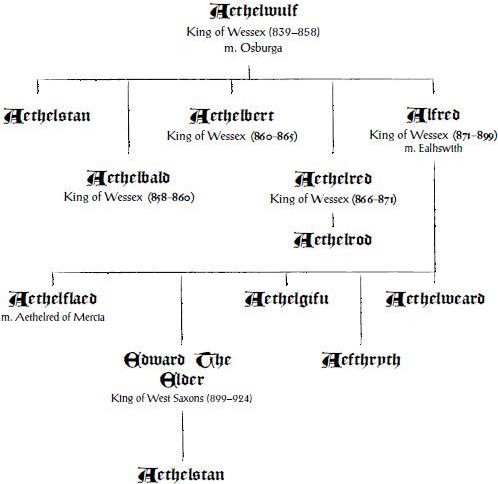 Aethelwulf
King of Wessex (839–858)
m. Osburga
Aethelstan
Aethelbert
King of Wessex (860–865)
Alfred
King of Wessex (871–899)
m. Ealhswith
Aethelbald
King of Wessex (858–860)
Aethelred
King of Wessex (866–871)
Aethelrod
Aethelflaed
m. Aethelred of Mercia
Aethelgifu
Aethelweard
Edward The
Elder
King of West Saxons (899–924)
Aefthryth
Aethelstan